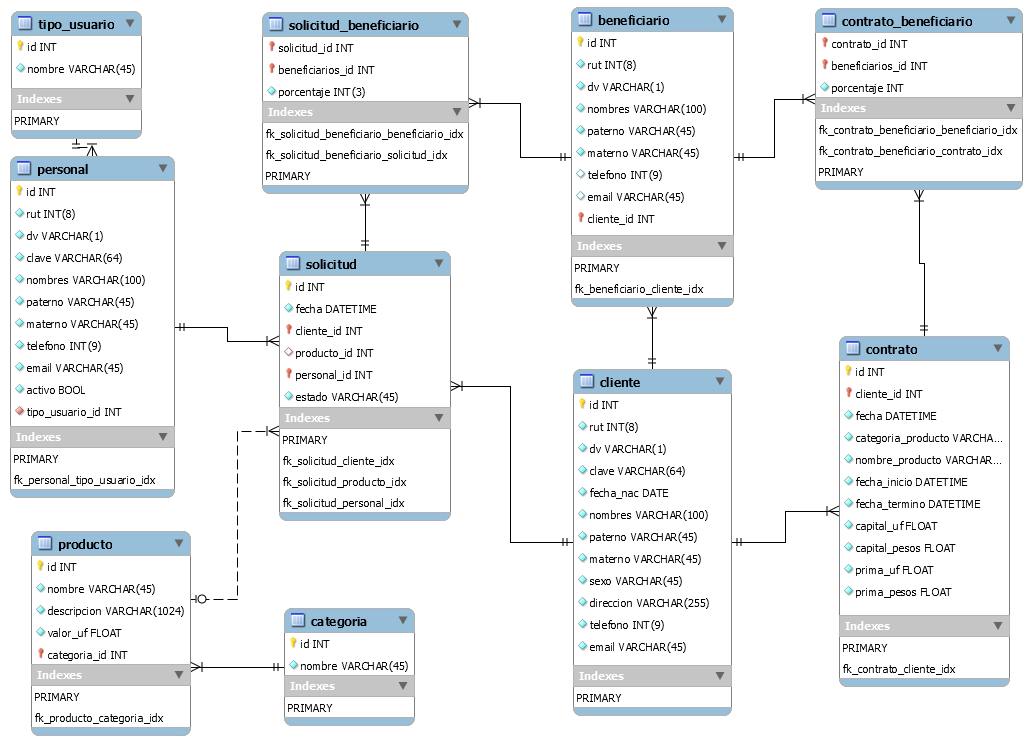 tipo_usuario
id INT
nombre VARCHAR(45)
Indexes
PRIMARY
personal
id INT
rut INT(8)
dv VARCHAR(1)
clave VARCHAR(64)
nombres VARCHAR(100)
paterno VARCHAR(45)
materno VARCHAR(45)
telefono INT(9)
email VARCHAR(45)
activo BOOL
tipo_usuario_id INT
Indexes
PRIMARY
fk_personal_tipo_usuario_idx
producto
id INT
nombre VARCHAR(45)
descripcion VARCHAR(1024)
valor_uf FLOAT
categoria_id INT
Indexes
PRIMARY
fk_producto_categoria_idx
solicitud_beneficiario
solicitud_id INT
beneficiarios_id INT
porcentaje INT(3)
Indexes
fk_solicitud_beneficiario_beneficiario_idx
fk_solicitud_beneficiario_solicitud_idx
PRIMARY
solicitud
id INT
fecha DATETIME
cliente_id INT
producto_id INT
personal_id INT
estado VARCHAR(45)
Indexes
PRIMARY
fk_solicitud_cliente_idx
fk_solicitud_producto_idx
fk_solicitud_personal_idx
categoria
id INT
nombre VARCHAR(45)
Indexes
PRIMARY
beneficiario
id INT
rut INT(8)
dv VARCHAR(1)
nombres VARCHAR(100)
paterno VARCHAR(45)
materno VARCHAR(45)
telefono INT(9)
email VARCHAR(45)
cliente_id INT
Indexes
PRIMARY
fk_beneficiario_cliente_idx
cliente
id INT
rut INT(8)
dv VARCHAR(1)
clave VARCHAR(64)
fecha_nac DATE
nombres VARCHAR(100)
paterno VARCHAR(45)
materno VARCHAR(45)
sexo VARCHAR(45)
direccion VARCHAR(255)
telefono INT(9)
email VARCHAR(45)
Indexes
PRIMARY
contrato_beneficiario
contrato_id INT
beneficiarios_id INT
porcentaje INT
Indexes
fk_contrato_beneficiario_beneficiario_idx
fk_contrato_beneficiario_contrato_idx
PRIMARY
contrato
id INT
cliente_id INT
fecha DATETIME
categoria_producto VARCHA...
nombre_producto VARCHAR...
fecha_inicio DATETIME
fecha_termino DATETIME
capital_uf FLOAT
capital_pesos FLOAT
prima_uf FLOAT
prima_pesos FLOAT
Indexes
PRIMARY
fk_contrato_cliente_idx